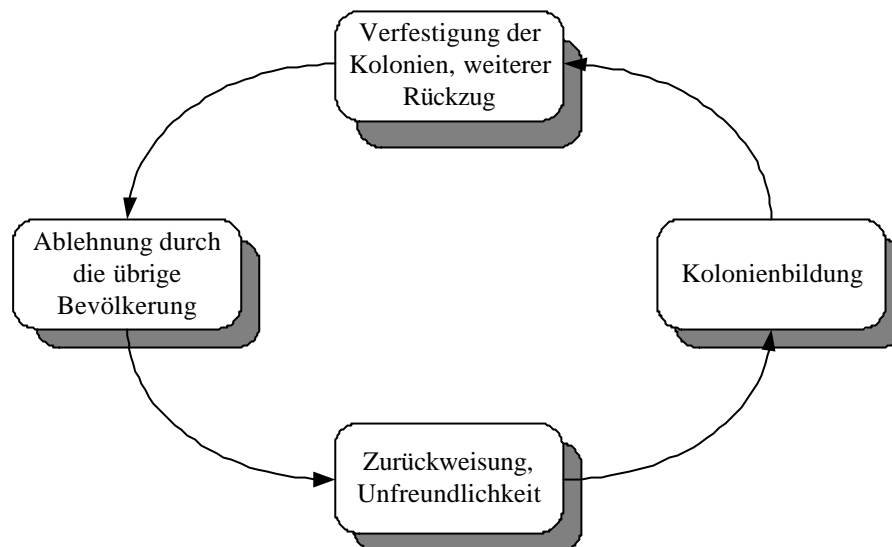 Verfestigung der
Kolonien, weiterer
Rückzug
Ablehnung durch
die übrige
Bevölkerung
Kolonienbildung
Zurückweisung,
Unfreundlichkeit